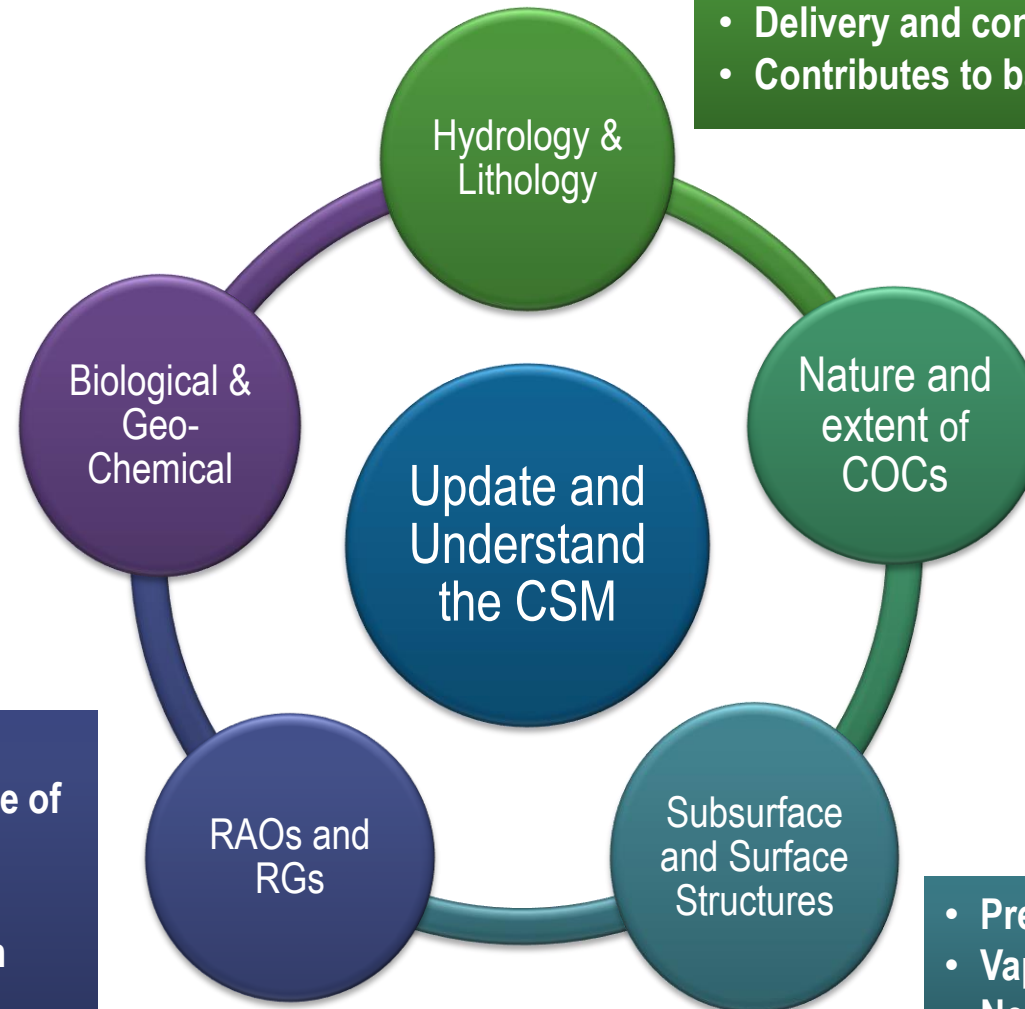 • Delivery and con
• Contributes to b
Hydrology &
Lithology
Biological &
Geo-
Chemical
Nature and
extent of
COCs
Update and
Understand
the CSM
e of
RAOs and
RGs
Subsurface
and Surface
Structures
• Pre
• Vap